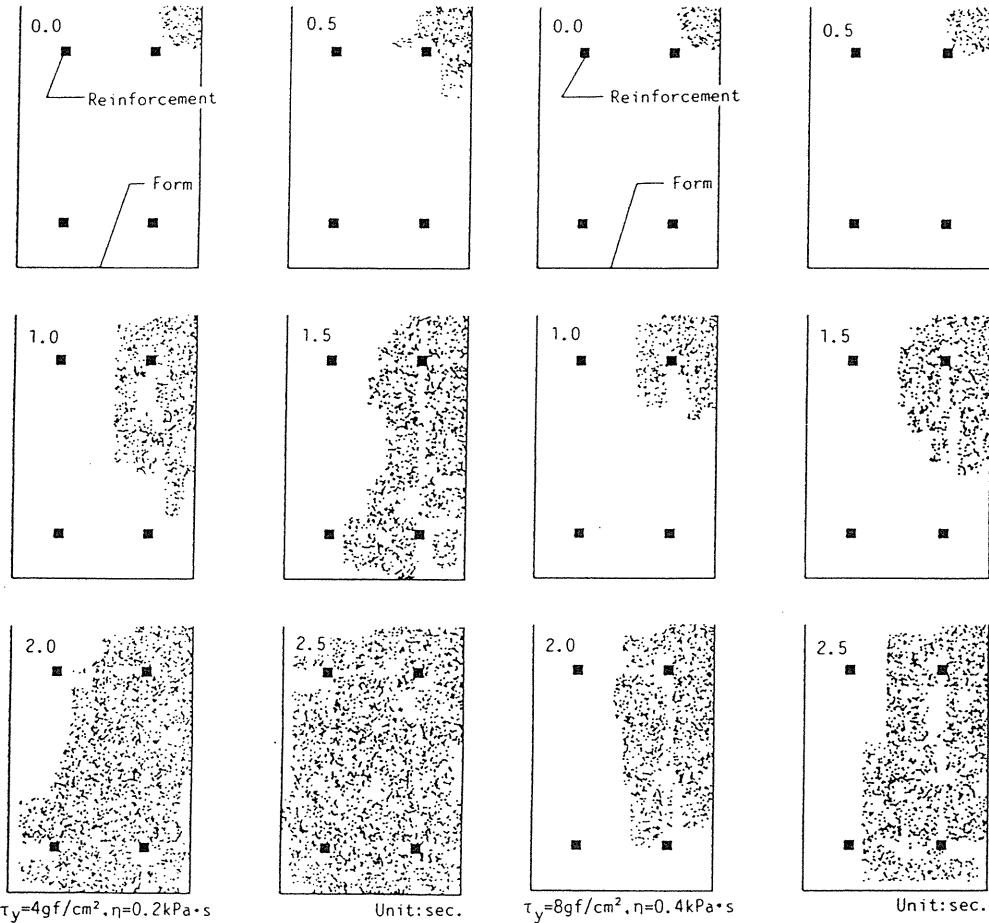 0.0
0.5
0.0
0.5
Reinforcement
Reinforcement
Form
Form
1.0
1.5
1.0
1.5
2.0
2.5
2.0
2.5
τy=4gf/cm², η=0.2kPa•s
Unit:sec.
τy=8gf/cm², η=0.4kPa•s
Unit:sec.